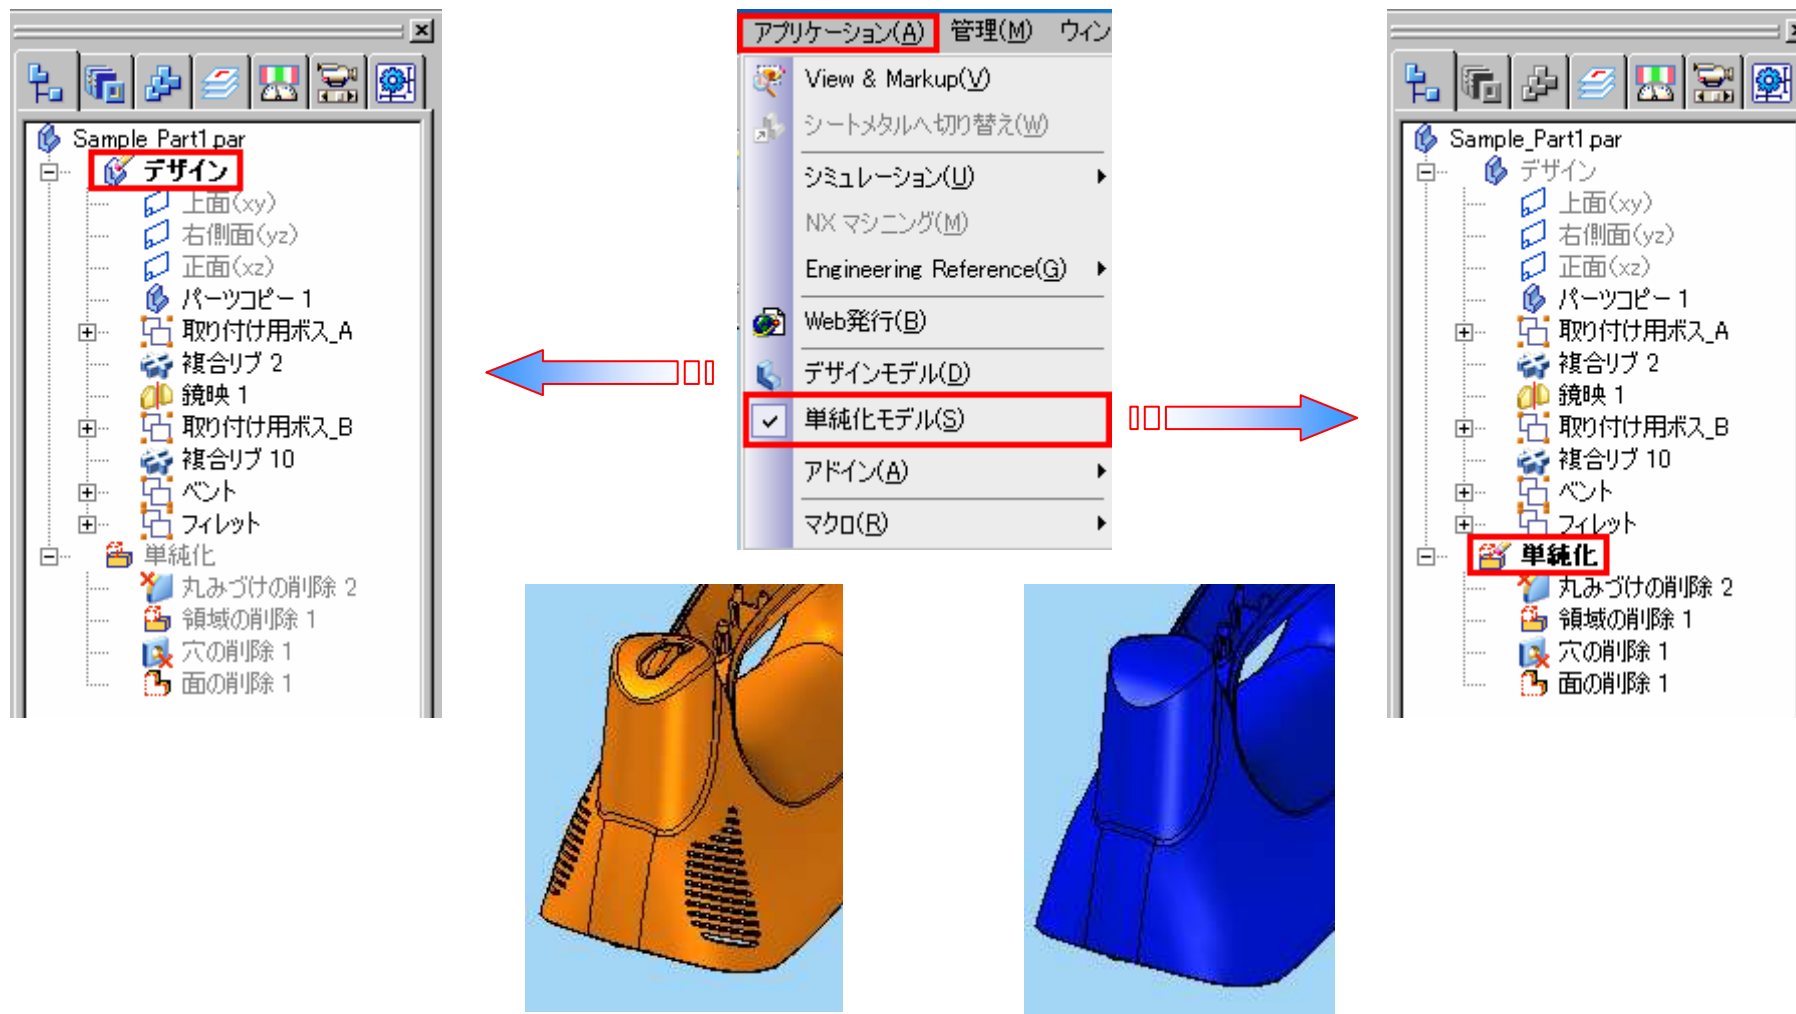 Sample_Part1.par
デザイン
上面(xy)
右側面(yz)
正面(xz)
パーツコピー 1
取り付け用ボス_A
複合リブ 2
鏡映 1
取り付け用ボス_B
複合リブ 10
ベント
フィレット
単純化
丸みづけの削除 2
領域の削除 1
穴の削除 1
面の削除 1
アプリケーション(A) 管理(M) ウィン
View & Markup(V)
シートメタルへ切り替え(W)
シミュレーション(U)
NX マシニング(M)
Engineering Reference(G)
Web発行(B)
デザインモデル(D)
単純化モデル(S)
アドイン(A)
マクロ(R)
Sample_Part1.par
デザイン
上面(xy)
右側面(yz)
正面(xz)
パーツコピー 1
取り付け用ボス_A
複合リブ 2
鏡映 1
取り付け用ボス_B
複合リブ 10
ベント
フィレット
単純化
丸みづけの削除 2
領域の削除 1
穴の削除 1
面の削除 1